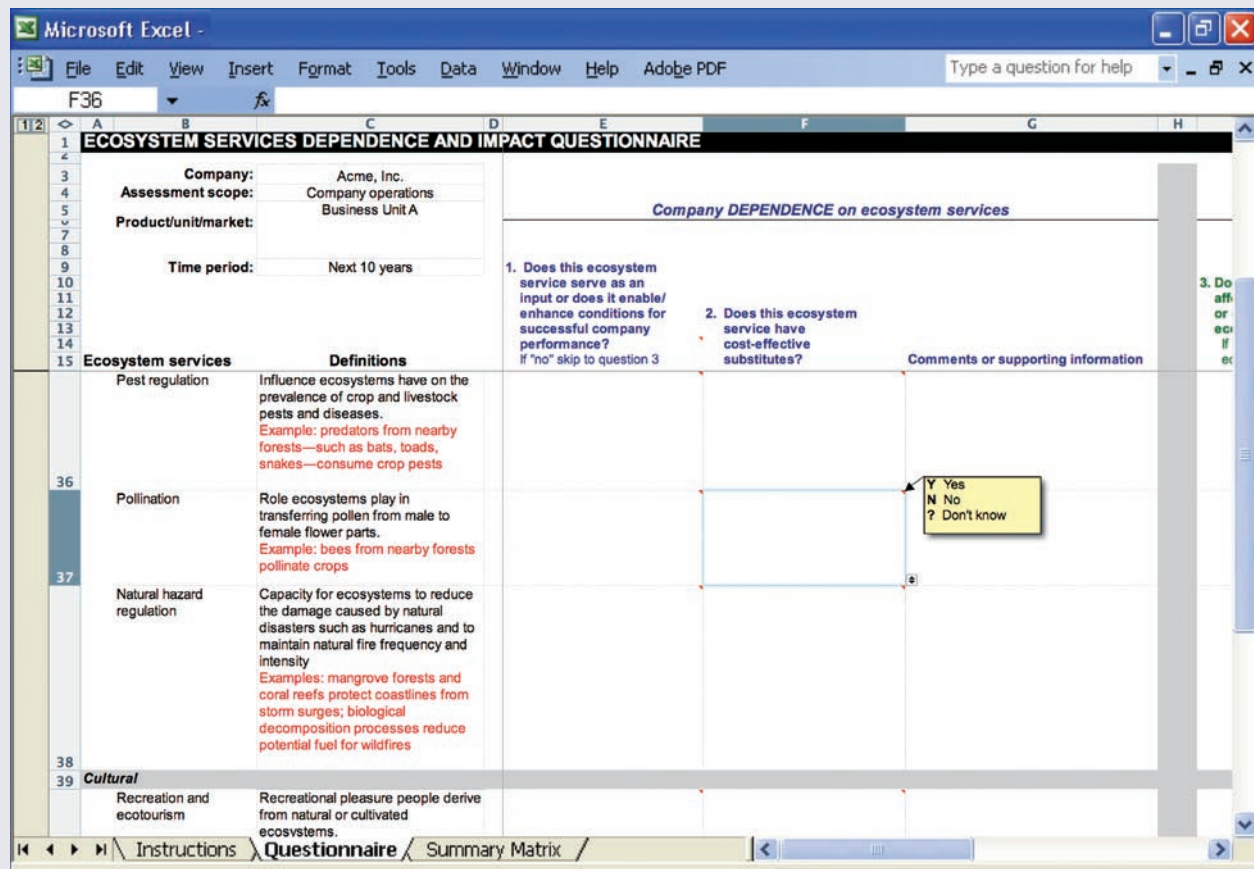 Microsoft Excel -
File Edit View Insert Format Tools Data Window Help Adobe PDF Type a question for help
F36 fx
1 2 A B C D E F G H
1 ECOSYSTEM SERVICES DEPENDENCE AND IMPACT QUESTIONNAIRE
2
3 Company: Acme, Inc.
4 Assessment scope: Company operations
5 Business Unit A Company DEPENDENCE on ecosystem services
Product/unit/market:
7
8
9 Time period: Next 10 years 1. Does this ecosystem
10 service serve as an 3. Do
11 input or does it enable/ aff
12 enhance conditions for 2. Does this ecosystem or
13 successful company service have ec
14 performance? cost-effective If
15 Ecosystem services Definitions If "no" skip to question 3 substitutes? Comments or supporting information ec
Pest regulation Influence ecosystems have on the
prevalence of crop and livestock
pests and diseases.
Example: predators from nearby
forests—such as bats, toads,
snakes—consume crop pests
36
Y Yes
N No
? Don't know
Pollination Role ecosystems play in
transferring pollen from male to
female flower parts.
Example: bees from nearby forests
pollinate crops
37
Natural hazard Capacity for ecosystems to reduce
regulation the damage caused by natural
disasters such as hurricanes and to
maintain natural fire frequency and
intensity
Examples: mangrove forests and
coral reefs protect coastlines from
storm surges; biological
decomposition processes reduce
potential fuel for wildfires
38
39 Cultural
Recreation and Recreational pleasure people derive
ecotourism from natural or cultivated
ecosystems.
Instructions Questionnaire Summary Matrix